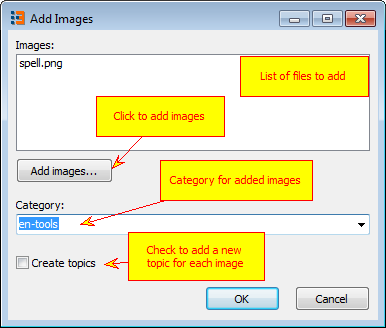 Add Images
Images:
spell.png
List of files to add
Click to add images
Add images...
Category for added images
Category:
en-tools
Check to add a new
topic for each image
Create topics
OK
Cancel